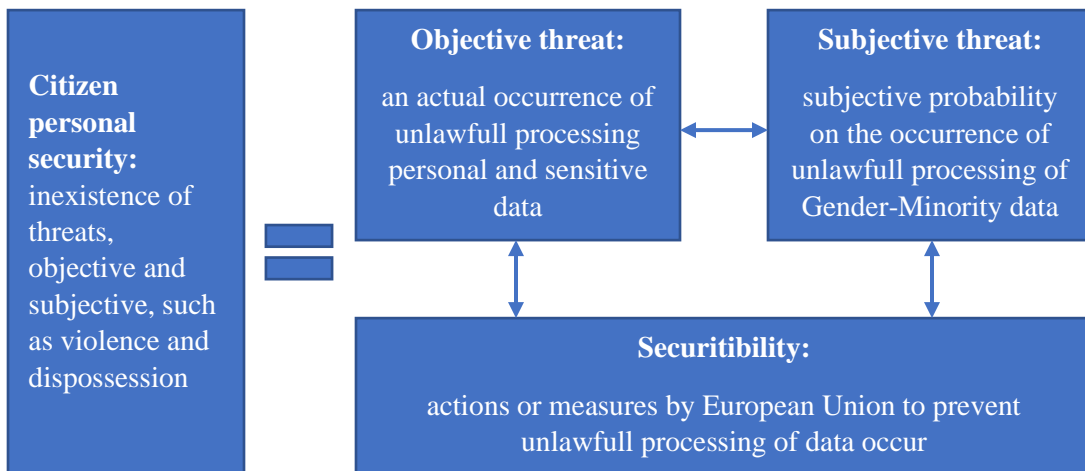 Citizen
personal
security:
inexistence of
threats,
objective and
subjective, such
as violence and
dispossession
Objective threat:
an actual occurrence of
unlawfull processing
personal and sensitive
data
Subjective threat:
subjective probability
on the occurrence of
unlawfull processing of
Gender-Minority data
Securitibility:
actions or measures by European Union to prevent
unlawfull processing of data occur